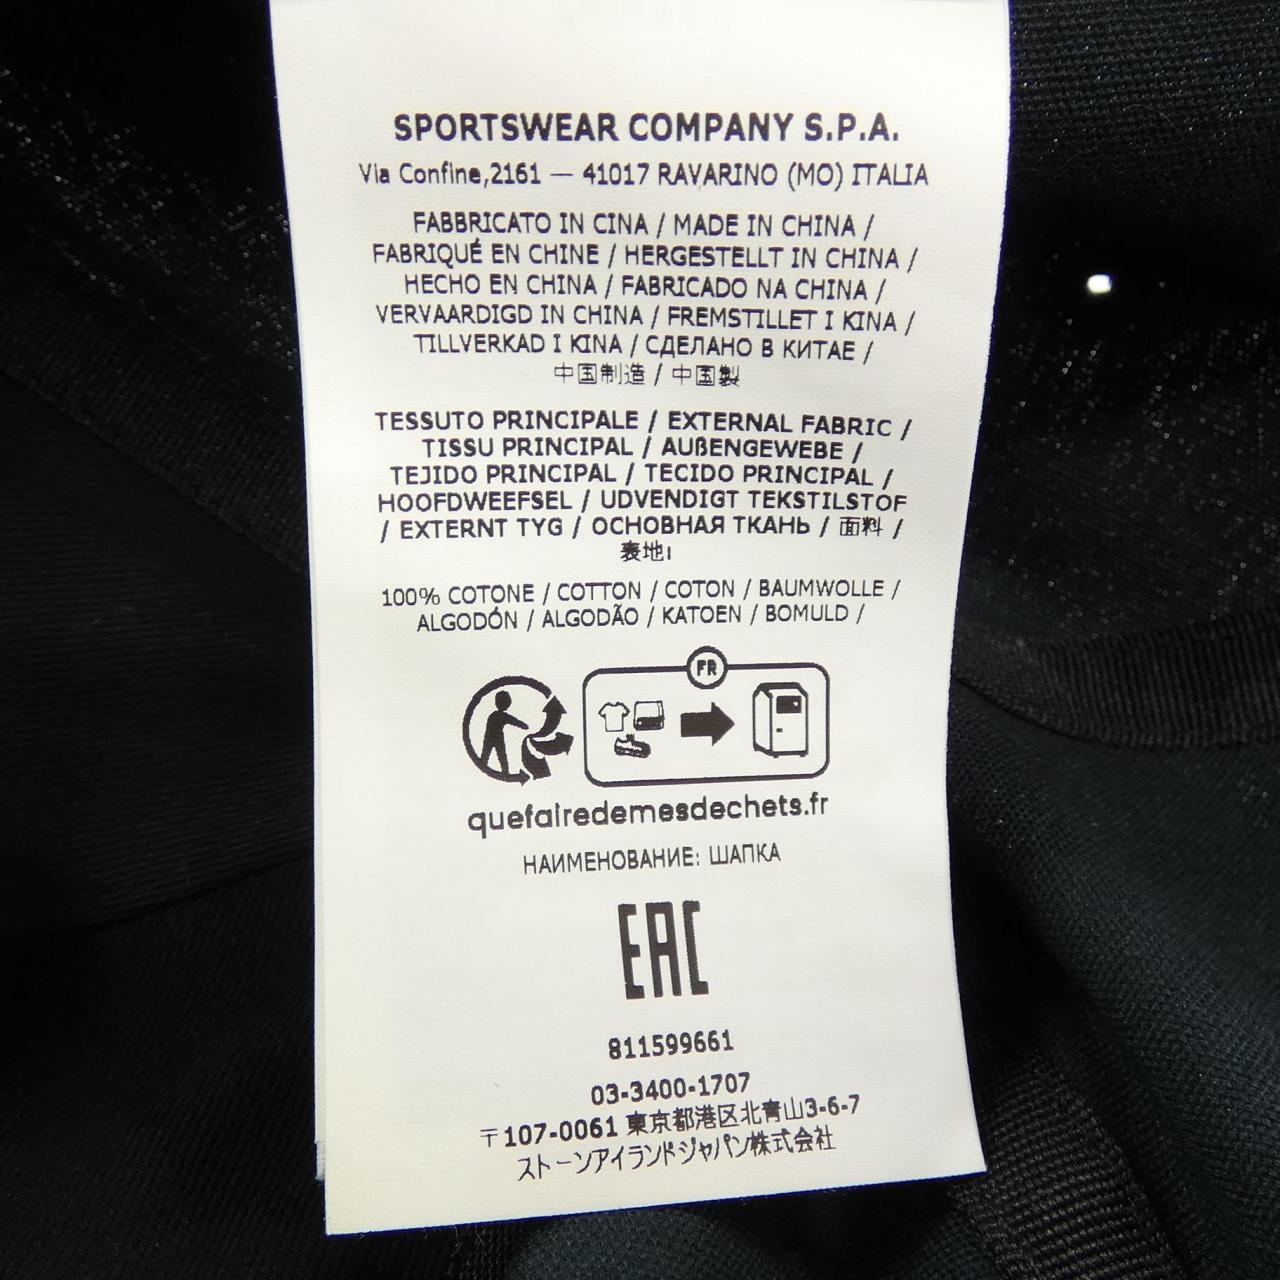 SPORTSWEAR COMPANY S.P.A.
Via Confine,2161 — 41017 RAVARINO (MO) ITALIA
FABBRICATO IN CINA / MADE IN CHINA /
FABRIQUÉ EN CHINE / HERGESTELLT IN CHINA /
HECHO EN CHINA / FABRICADO NA CHINA /
VERVAARDIGD IN CHINA / FREMSTILLET I KINA /
TILLVERKAD I KINA / СДЕЛАНО В КИТАЕ /
中国制造 / 中国製
TESSUTO PRINCIPALE / EXTERNAL FABRIC /
TISSU PRINCIPAL / AUßENGEWEBE /
TEJIDO PRINCIPAL / TECIDO PRINCIPAL /
HOOFDWEEFSEL / UDVENDIGT TEKSTILSTOF
/ EXTERNT TYG / ОСНОВНАЯ ТКАНЬ / 面料 /
表地:
100% COTONE / COTTON / COTON / BAUMWOLLE /
ALGODÓN / ALGODÃO / KATOEN / BOMULD /
FR
quefairedemesdechets.fr
НАИМЕНОВАНИЕ: ШАПКА
EAC
811599661
03-3400-1707
〒107-0061 東京都港区北青山3-6-7
ストーンアイランドジャパン株式会社